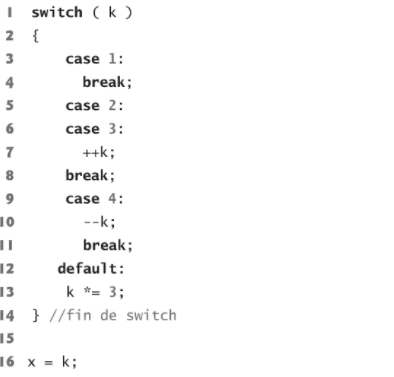 1 switch ( k )
2 {
3 case 1:
4 break;
5 case 2:
6 case 3:
7 ++k;
8 break;
9 case 4:
10 --k;
11 break;
12 default:
13 k *= 3;
14 } //fin de switch
15
16 x = k;